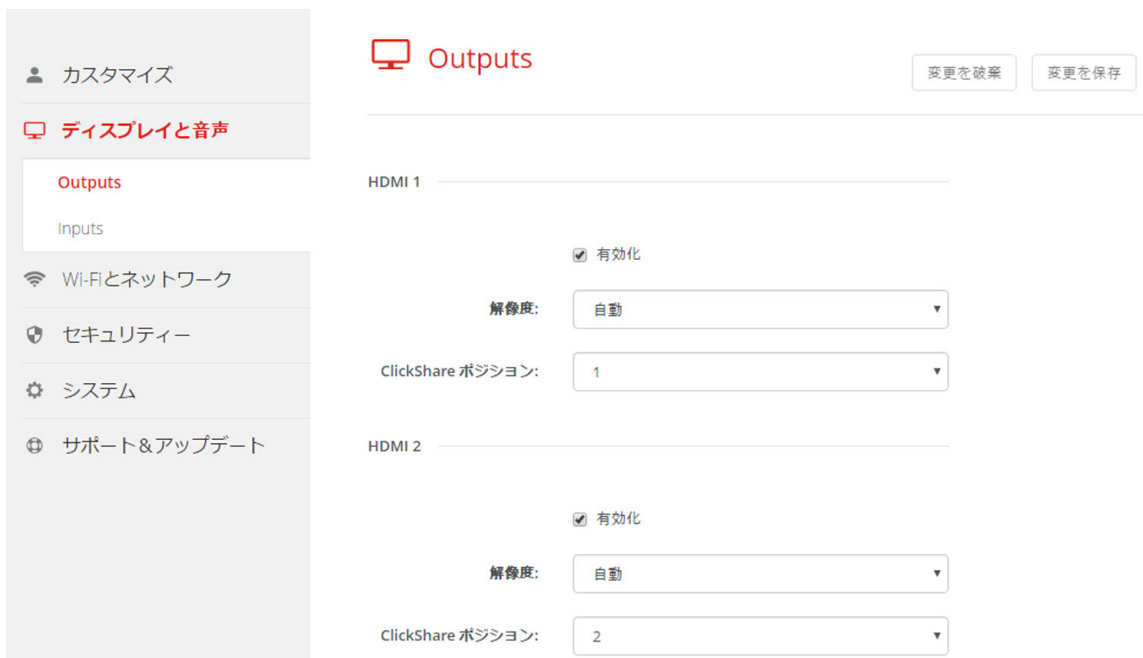 カスタマイズ
ディスプレイと音声
Outputs
Inputs
Wi-Fiとネットワーク
セキュリティー
システム
サポート&アップデート
Outputs
変更を破棄
変更を保存
HDMI 1
有効化
解像度:
自動
ClickShare ポジション:
1
HDMI 2
有効化
解像度:
自動
ClickShare ポジション:
2